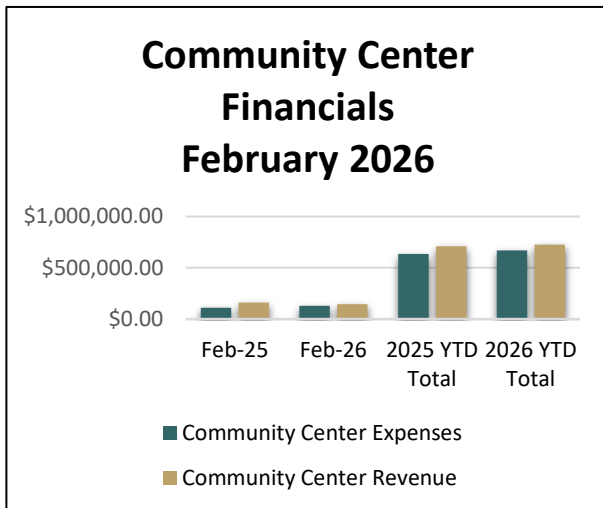 Community Center
Financials
February 2026
$1,000,000.00
$500,000.00
$0.00
Feb-25
Feb-26
2025 YTD
Total
2026 YTD
Total
Community Center Expenses
Community Center Revenue